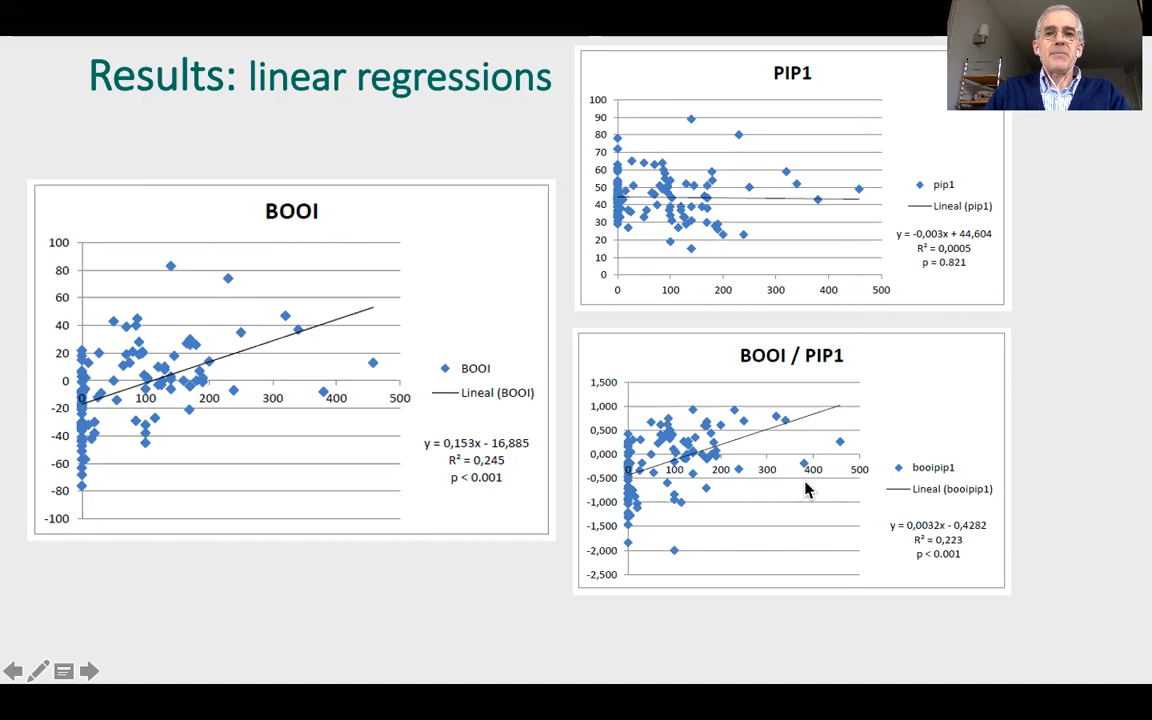 Results: linear regressions
BOOI
100
80
60
40
20
0
-20
-40
-60
-80
-100
0 100 200 300 400 500
BOOI
Lineal (BOOI)
y = 0,153x - 16,885
R² = 0,245
p < 0.001
PIP1
100
90
80
70
60
50
40
30
20
10
0
0 100 200 300 400 500
pip1
Lineal (pip1)
y = -0,003x + 44,604
R² = 0,0005
p = 0.821
BOOI / PIP1
1,500
1,000
0,500
0,000
-0,500
-1,000
-1,500
-2,000
-2,500
0 100 200 300 400 500
booipip1
Lineal (booipip1)
y = 0,0032x - 0,4282
R² = 0,223
p < 0.001